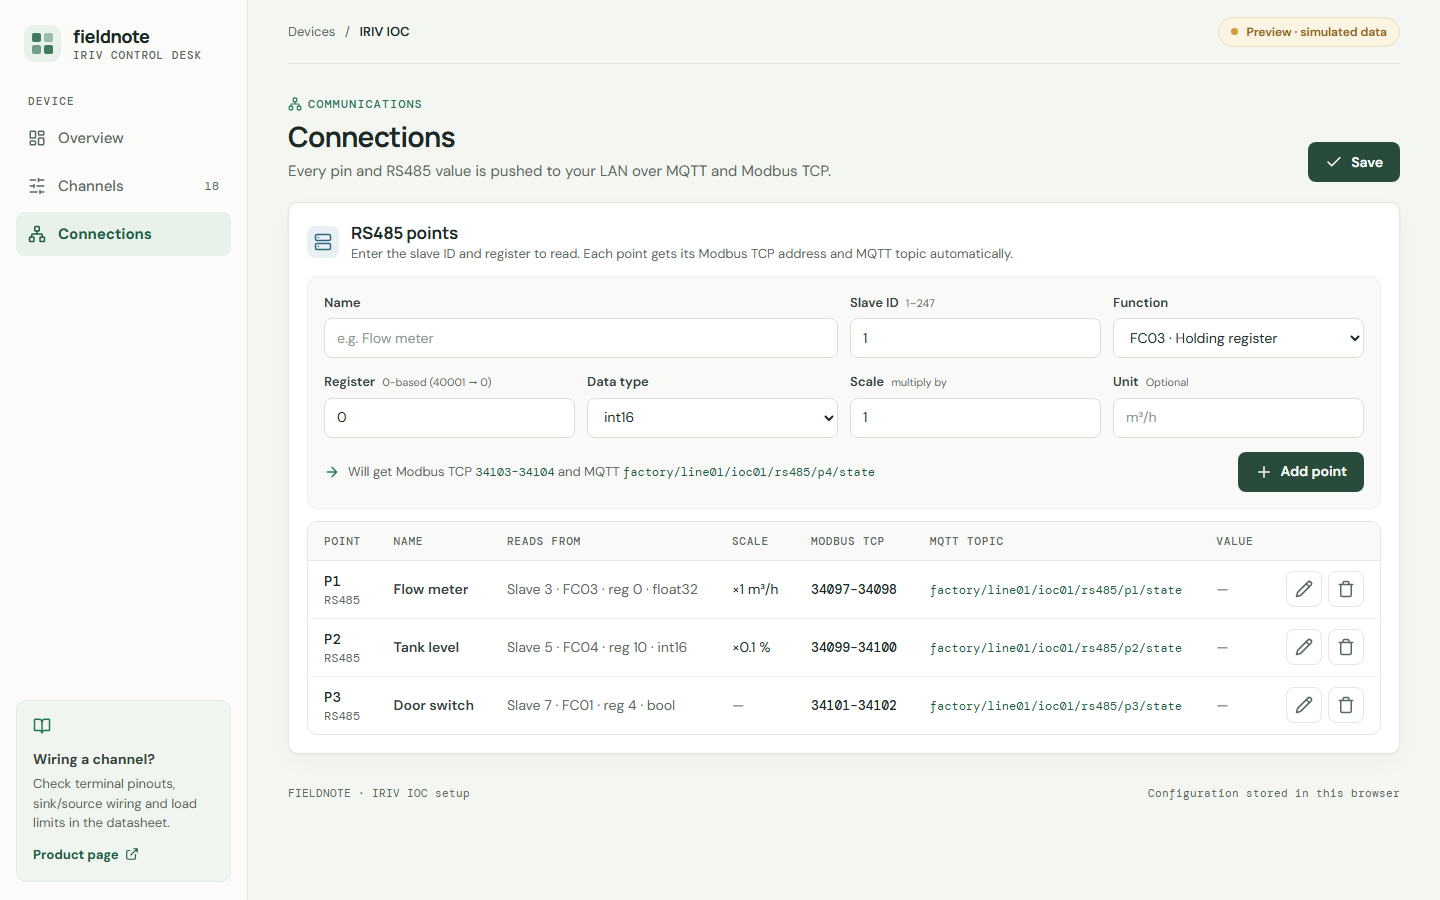 fieldnote
IRIV CONTROL DESK
DEVICE
Overview
Channels 18
Connections
Wiring a channel?
Check terminal pinouts,
sink/source wiring and load
limits in the datasheet.
Product page
Devices / IRIV IOC
Preview · simulated data
COMMUNICATIONS
Connections
Every pin and RS485 value is pushed to your LAN over MQTT and Modbus TCP.
Save
RS485 points
Enter the slave ID and register to read. Each point gets its Modbus TCP address and MQTT topic automatically.
Name
e.g. Flow meter
Slave ID 1–247
1
Function
FC03 · Holding register
Register 0-based (40001 → 0)
0
Data type
int16
Scale multiply by
1
Unit Optional
m³/h
→ Will get Modbus TCP 34103–34104 and MQTT factory/line01/ioc01/rs485/p4/state
+ Add point
POINT NAME READS FROM SCALE MODBUS TCP MQTT TOPIC VALUE
P1 RS485 Flow meter Slave 3 · FC03 · reg 0 · float32 ×1 m³/h 34097–34098 factory/line01/ioc01/rs485/p1/state —
P2 RS485 Tank level Slave 5 · FC04 · reg 10 · int16 ×0.1 % 34099–34100 factory/line01/ioc01/rs485/p2/state —
P3 RS485 Door switch Slave 7 · FC01 · reg 4 · bool — 34101–34102 factory/line01/ioc01/rs485/p3/state —
FIELDNOTE · IRIV IOC setup
Configuration stored in this browser